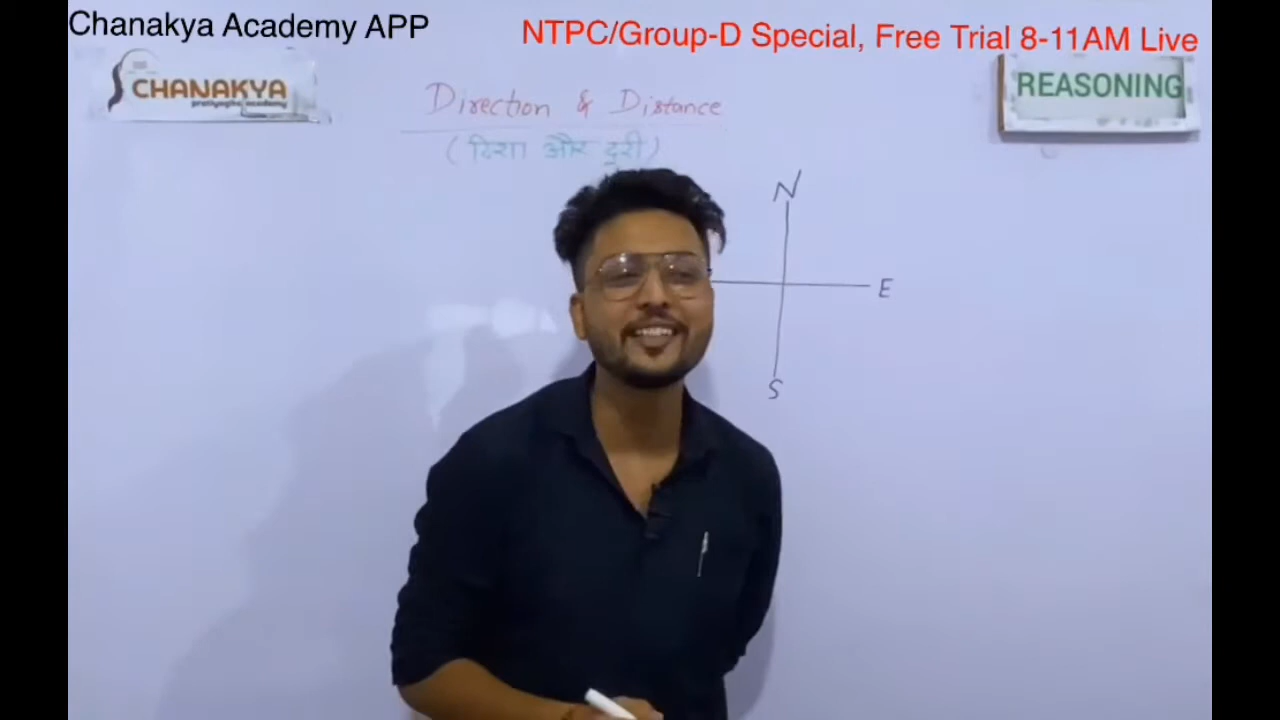 Chanakya Academy APP
NTPC/Group-D Special, Free Trial 8-11AM Live
CHANAKYA
pratiyogita academy
REASONING
Direction & Distance
(दिशा और दूरी)
N
E
S